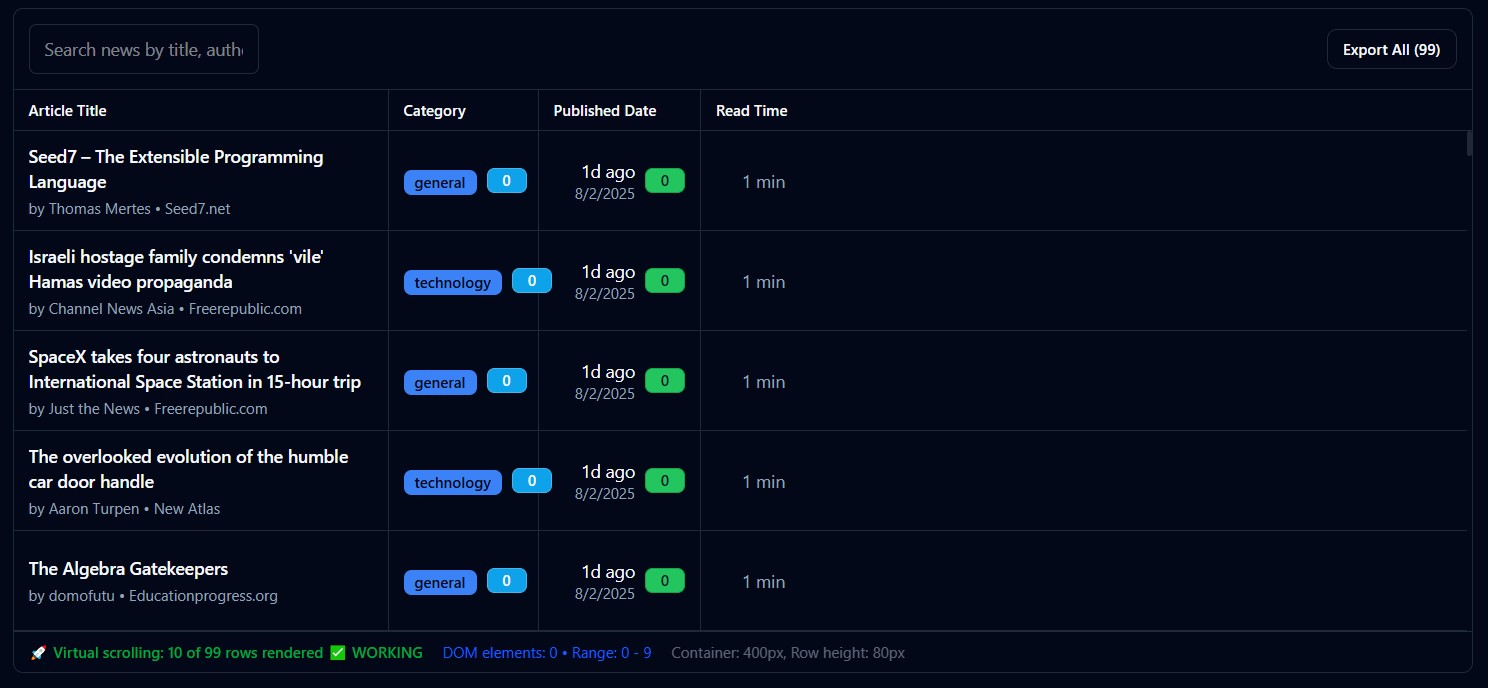 Search news by title, auth
Export All (99)
Article Title
Category
Published Date
Read Time
Seed7 – The Extensible Programming
Language
by Thomas Mertes • Seed7.net
general
0
1d ago
8/2/2025
0
1 min
Israeli hostage family condemns 'vile'
Hamas video propaganda
by Channel News Asia • Freerepublic.com
technology
0
1d ago
8/2/2025
0
1 min
SpaceX takes four astronauts to
International Space Station in 15-hour trip
by Just the News • Freerepublic.com
general
0
1d ago
8/2/2025
0
1 min
The overlooked evolution of the humble
car door handle
by Aaron Turpen • New Atlas
technology
0
1d ago
8/2/2025
0
1 min
The Algebra Gatekeepers
by domofutu • Educationprogress.org
general
0
1d ago
8/2/2025
0
1 min
🚀 Virtual scrolling: 10 of 99 rows rendered ✅ WORKING DOM elements: 0 • Range: 0 - 9 Container: 400px, Row height: 80px